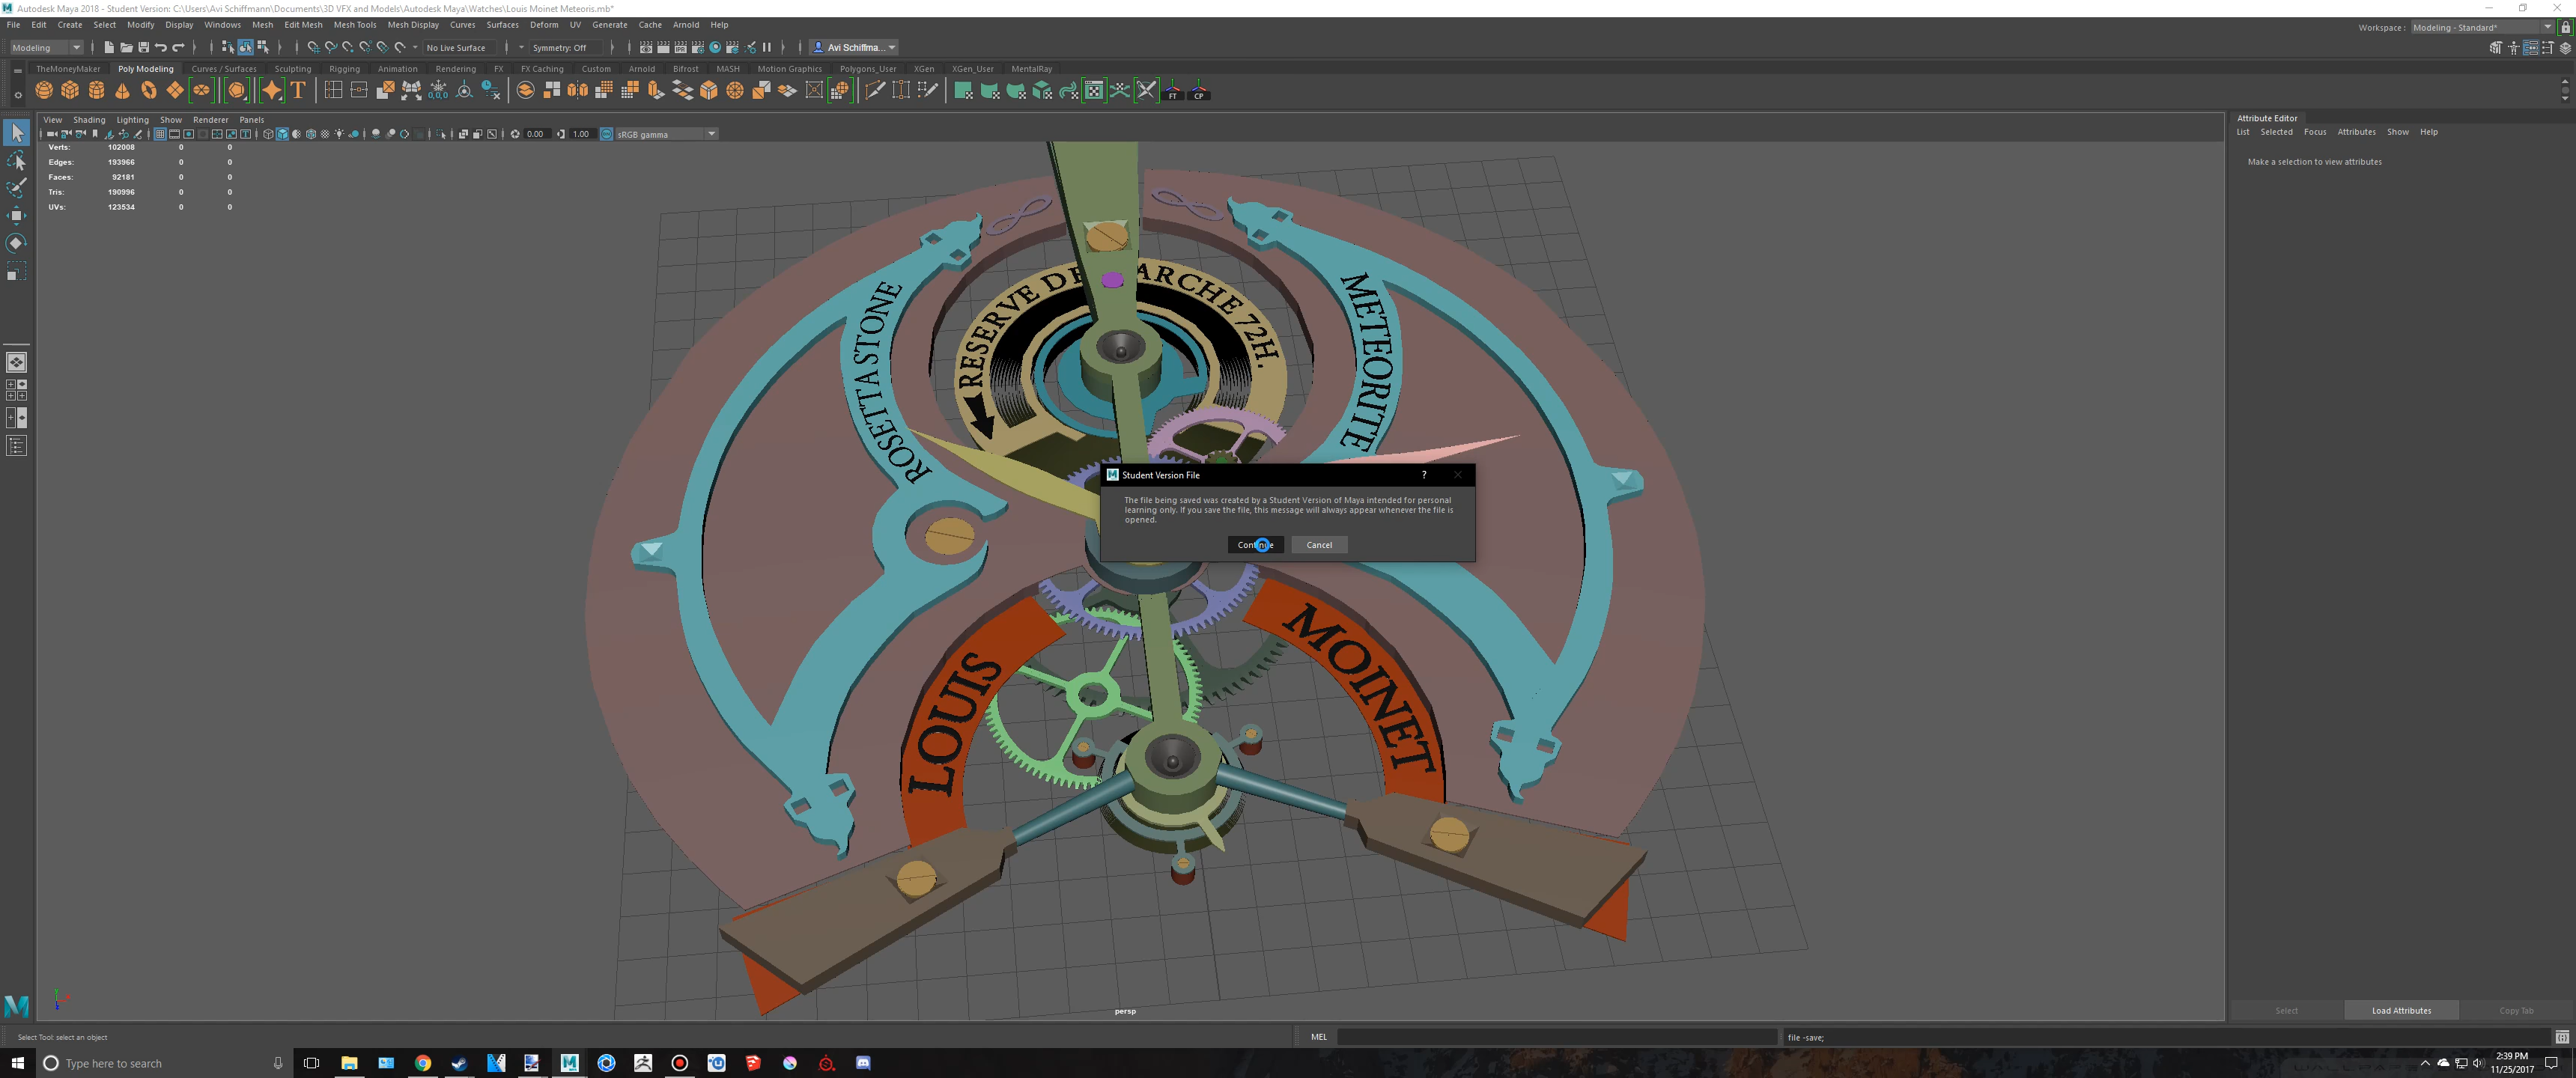 Autodesk Maya 2018 - Student Version: C:\Users\Avi Schiffmann\Documents\3D VFX and Models\Autodesk Maya\Watches\Louis Moinet Meteoris.mb*
File Edit Create Select Modify Display Windows Mesh Edit Mesh Mesh Tools Mesh Display Curves Surfaces Deform UV Generate Cache Arnold Help
Workspace : Modeling - Standard*
Modeling No Live Surface Symmetry: Off Avi Schiffma...
TheMoneyMaker Poly Modeling Curves / Surfaces Sculpting Rigging Animation Rendering FX FX Caching Custom Arnold Bifrost MASH Motion Graphics Polygons_User XGen XGen_User MentalRay
T 0,0,0 FT CP
View Shading Lighting Show Renderer Panels
0.00 1.00 sRGB gamma
Verts: 102008 0 0
Edges: 193966 0 0
Faces: 92181 0 0
Tris: 190996 0 0
UVs: 123534 0 0
Attribute Editor
List Selected Focus Attributes Show Help
Make a selection to view attributes
RESERVE DE ARCHE 72H.
ROSETTA STONE
METEORITE
Student Version File ?
The file being saved was created by a Student Version of Maya intended for personal
learning only. If you save the file, this message will always appear whenever the file is
opened.
Continue Cancel
LOUIS
MOINET
persp
Select Load Attributes Copy Tab
Select Tool: select an object
MEL
file -save;
Type here to search
2:39 PM
11/25/2017